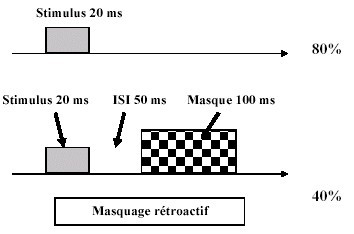 Stimulus 20 ms
80%
Stimulus 20 ms ISI 50 ms Masque 100 ms
40%
Masquage rétroactif